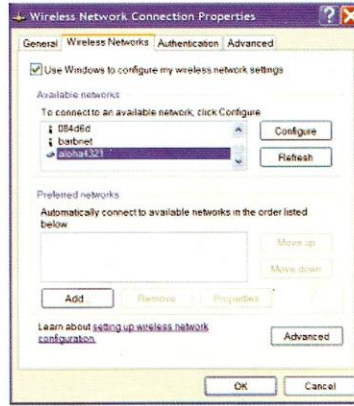 Wireless Network Connection Properties
General Wireless Networks Authentication Advanced
Use Windows to configure my wireless network settings
Available networks
To connect to an available network, click Configure
084d6d
barbnet
aloha4321
Configure
Refresh
Preferred networks
Automatically connect to available networks in the order listed
below
Move up
Move down
Add... Remove Properties
Learn about setting up wireless network
configuration.
Advanced
OK Cancel